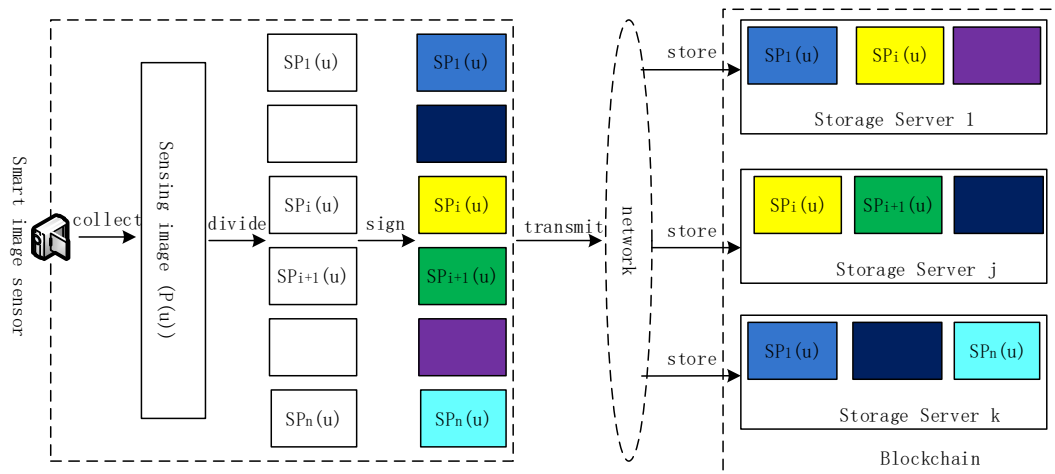 Smart image sensor
collect
Sensing image (P(u))
divide
SP1(u)
SPi(u)
SPi+1(u)
SPn(u)
sign
SP1(u)
SPi(u)
SPi+1(u)
SPn(u)
transmit
network
store
store
store
SP1(u) SPi(u)
Storage Server 1
SPi(u) SPi+1(u)
Storage Server j
SP1(u) SPn(u)
Storage Server k
Blockchain